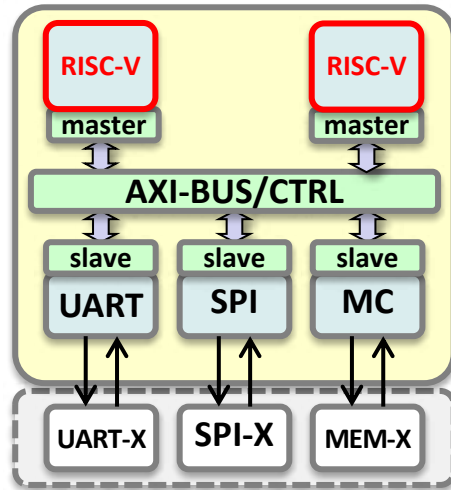 RISC-V RISC-V
master master
AXI-BUS/CTRL
slave slave slave
UART SPI MC
UART-X SPI-X MEM-X